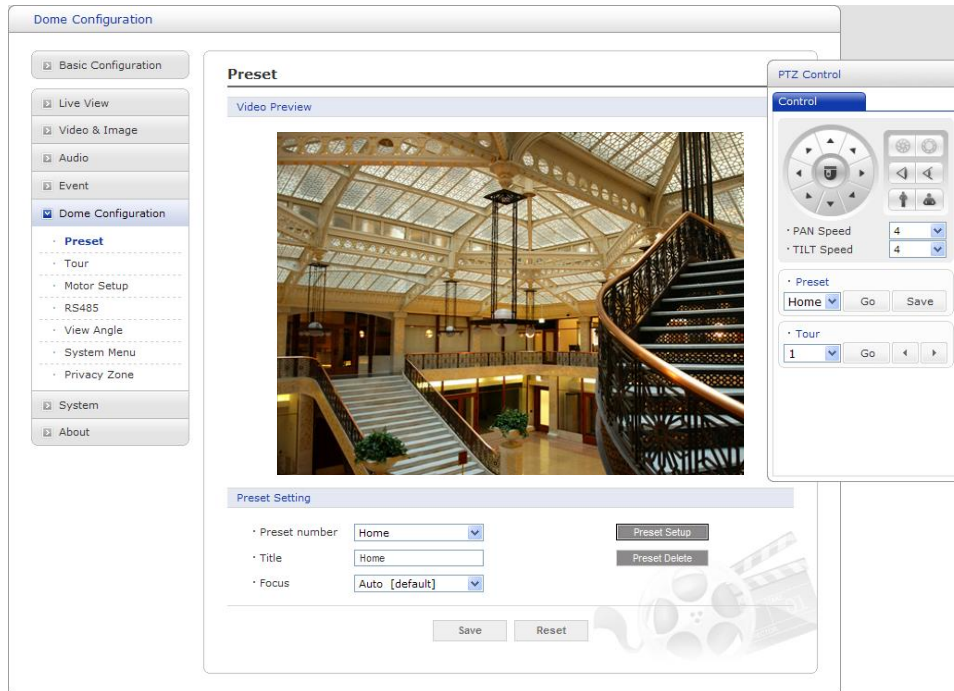 Dome Configuration
Basic Configuration
Live View
Video & Image
Audio
Event
Dome Configuration
· Preset
· Tour
· Motor Setup
· RS485
· View Angle
· System Menu
· Privacy Zone
System
About
Preset
Video Preview
Preset Setting
· Preset number Home Preset Setup
· Title Home Preset Delete
· Focus Auto [default]
Save Reset
PTZ Control
Control
· PAN Speed 4
· TILT Speed 4
· Preset
Home Go Save
· Tour
1 Go